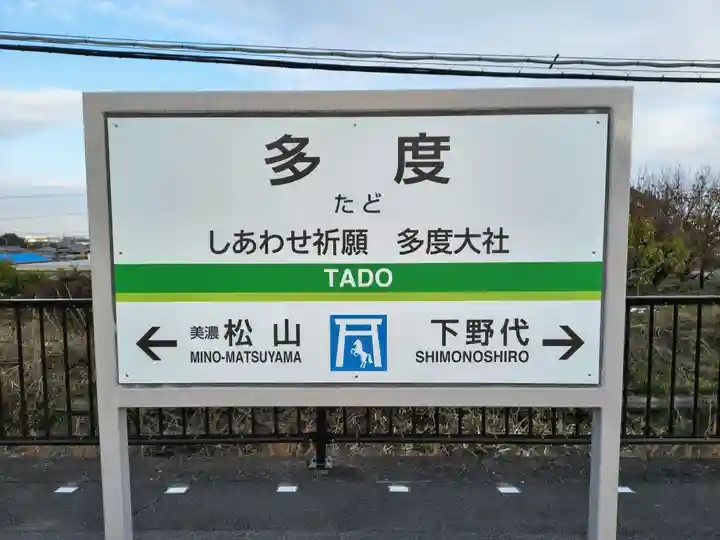 多度
たど
しあわせ祈願 多度大社
TADO
← 美濃松山 下野代 →
MINO-MATSUYAMA SHIMONOSHIRO